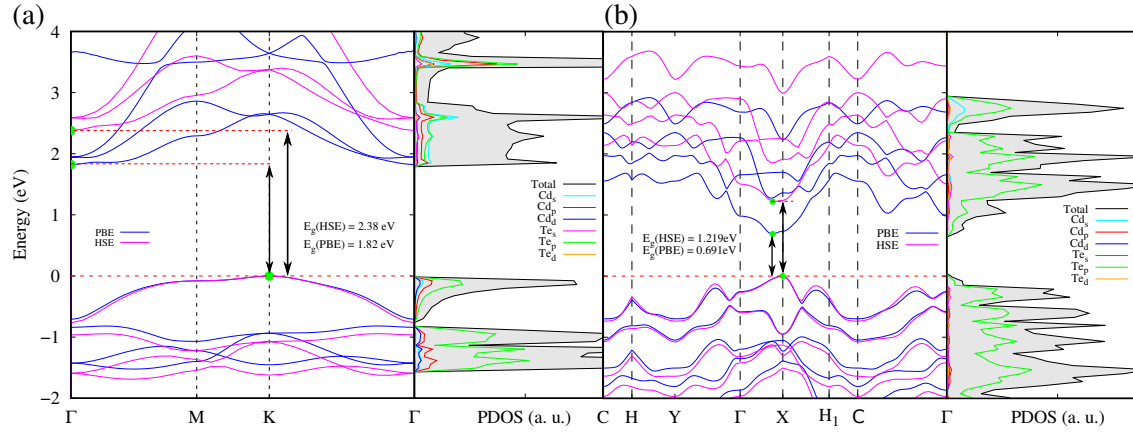 (a)
(b)
Energy (eV)
4
3
2
1
0
−1
−2
PBE
HSE
E_g(HSE) = 2.38 eV
E_g(PBE) = 1.82 eV
Γ M K Γ
Total
Cd_s
Cd_p
Cd_d
Te_s
Te_p
Te_d
PDOS (a. u.)
E_g(HSE) = 1.219eV
E_g(PBE) = 0.691eV
PBE
HSE
C H Y Γ X H_1 C Γ
Total
Cd_s
Cd_p
Cd_d
Te_s
Te_p
Te_d
PDOS (a. u.)